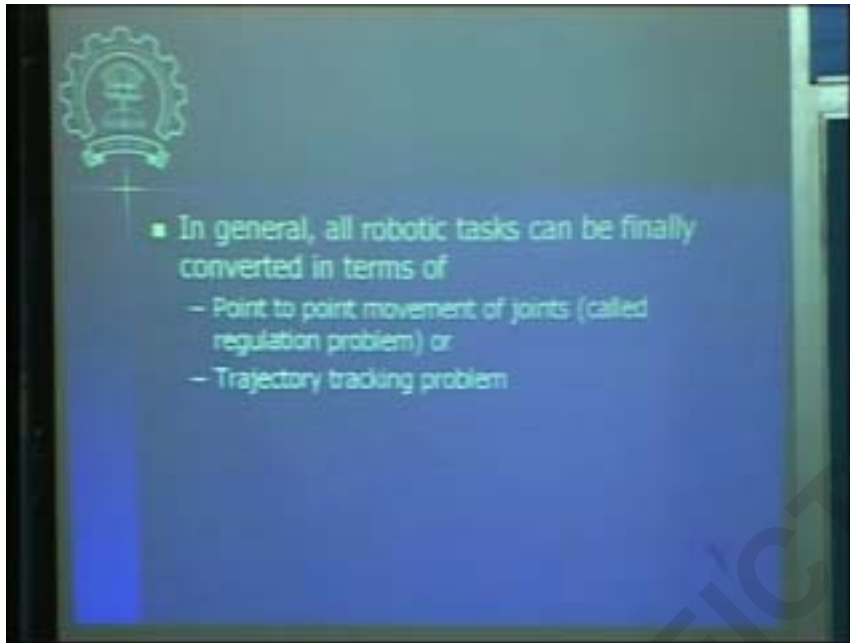 ▪ In general, all robotic tasks can be finally
converted in terms of
– Point to point movement of joints (called
regulation problem) or
– Trajectory tracking problem